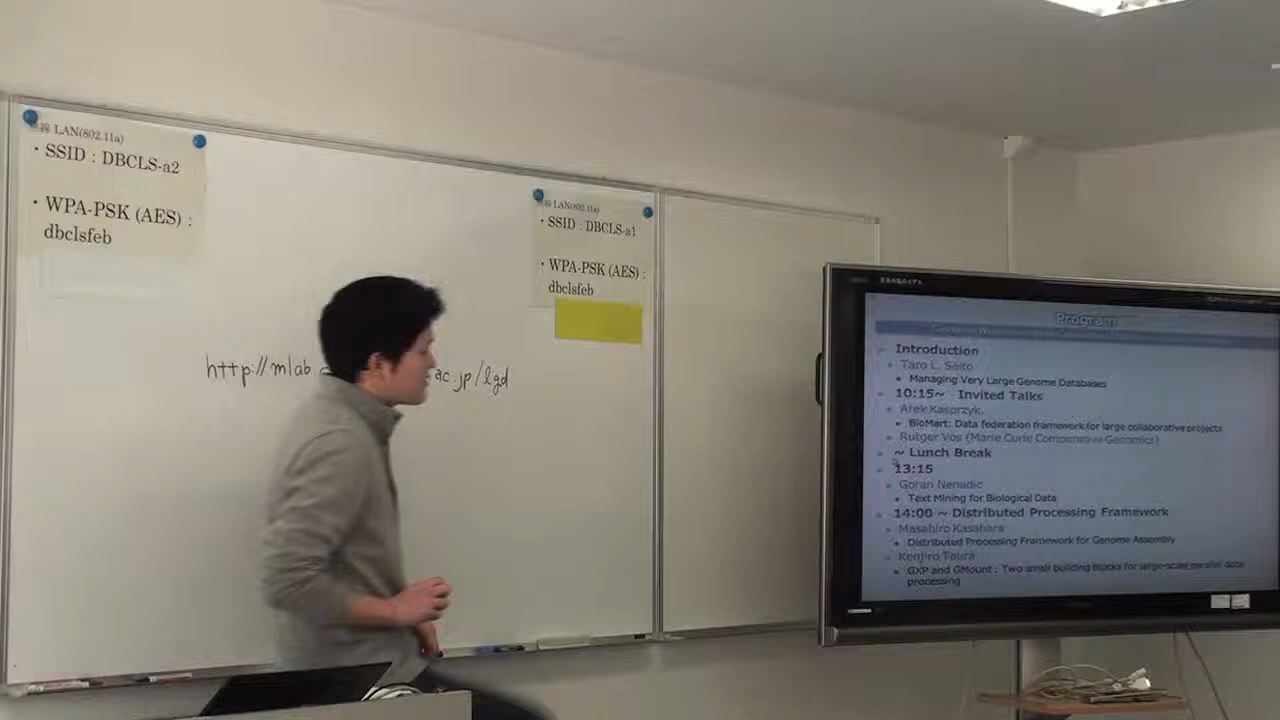 無線 LAN(802.11a)
・SSID : DBCLS-a2
・WPA-PSK (AES) :
dbclsfeb
無線 LAN(802.11a)
・SSID : DBCLS-a1
・WPA-PSK (AES) :
dbclsfeb
http://mlab
ac.jp/lgd
Program
Introduction
Taro L. Saito
Managing Very Large Genome Databases
10:15~ Invited Talks
Arek Kasprzyk,
BioMart: Data federation framework for large collaborative projects
Rutger Vos (Marie Curie Comparative Genomics)
~ Lunch Break
13:15
Goran Nenadic
Text Mining for Biological Data
14:00 ~ Distributed Processing Framework
Masahiro Kasahara
Distributed Processing Framework for Genome Assembly
Kenjiro Taura
GXP and GMount : Two small building blocks for large-scale parallel data
processing